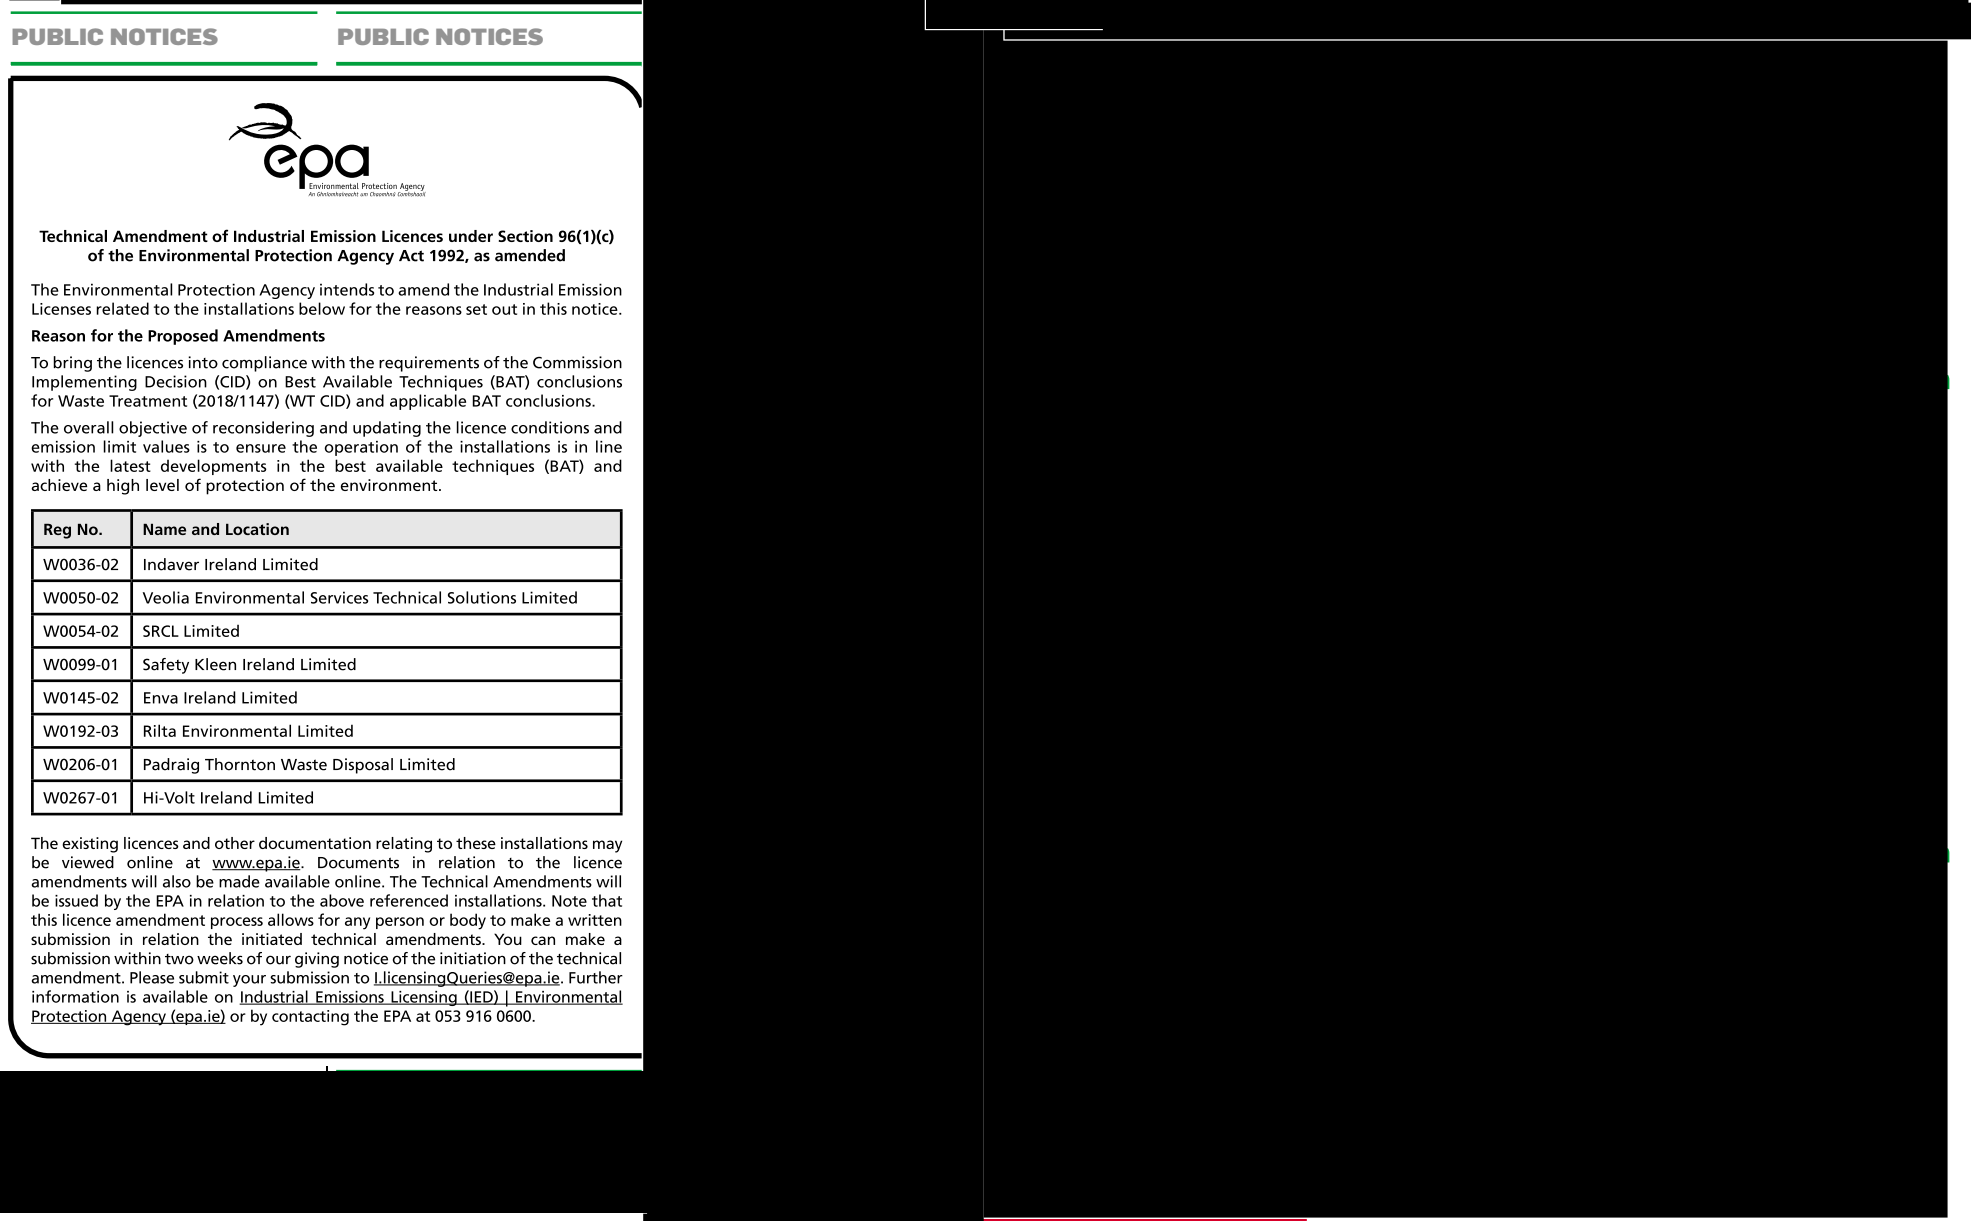 PUBLIC NOTICES
PUBLIC NOTICES
epa
Environmental Protection Agency
An Ghníomhaireacht um Chaomhnú Comhshaoil
Technical Amendment of Industrial Emission Licences under Section 96(1)(c)
of the Environmental Protection Agency Act 1992, as amended
The Environmental Protection Agency intends to amend the Industrial Emission
Licenses related to the installations below for the reasons set out in this notice.
Reason for the Proposed Amendments
To bring the licences into compliance with the requirements of the Commission
Implementing Decision (CID) on Best Available Techniques (BAT) conclusions
for Waste Treatment (2018/1147) (WT CID) and applicable BAT conclusions.
The overall objective of reconsidering and updating the licence conditions and
emission limit values is to ensure the operation of the installations is in line
with the latest developments in the best available techniques (BAT) and
achieve a high level of protection of the environment.
Reg No. Name and Location
W0036-02 Indaver Ireland Limited
W0050-02 Veolia Environmental Services Technical Solutions Limited
W0054-02 SRCL Limited
W0099-01 Safety Kleen Ireland Limited
W0145-02 Enva Ireland Limited
W0192-03 Rilta Environmental Limited
W0206-01 Padraig Thornton Waste Disposal Limited
W0267-01 Hi-Volt Ireland Limited
The existing licences and other documentation relating to these installations may
be viewed online at www.epa.ie. Documents in relation to the licence
amendments will also be made available online. The Technical Amendments will
be issued by the EPA in relation to the above referenced installations. Note that
this licence amendment process allows for any person or body to make a written
submission in relation the initiated technical amendments. You can make a
submission within two weeks of our giving notice of the initiation of the technical
amendment. Please submit your submission to I.licensingQueries@epa.ie. Further
information is available on Industrial Emissions Licensing (IED) | Environmental
Protection Agency (epa.ie) or by contacting the EPA at 053 916 0600.